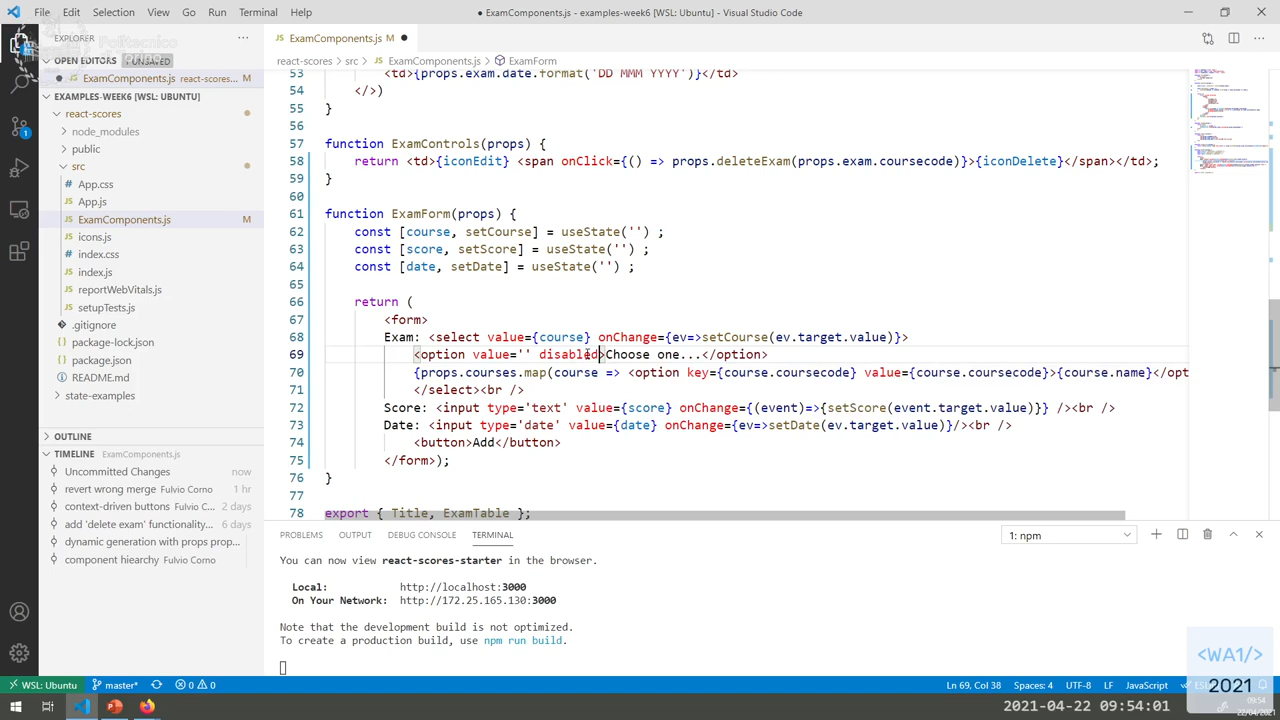 File Edit Selection View Go Run Terminal Help
● ExamComponents.js - examples-week6 [WSL: Ubuntu] - Visual Studio Code
EXPLORER
Politecnico
ExamComponents.js M ●
OPEN EDITORS 1 UNSAVED
● ExamComponents.js react-scores... M
EXAMPLES-WEEK6 [WSL: UBUNTU]
react-scores
node_modules
public
src
App.css
App.js
ExamComponents.js M
icons.js
index.css
index.js
reportWebVitals.js
setupTests.js
.gitignore
package-lock.json
package.json
README.md
state-examples
OUTLINE
TIMELINE ExamComponents.js
Uncommitted Changes now
revert wrong merge Fulvio Corno 1 hr
context-driven buttons Fulvio C... 2 days
add 'delete exam' functionality... 6 days
dynamic generation with props prop...
component hiearchy Fulvio Corno
react-scores > src > ExamComponents.js > ExamForm
53 <td>{props.exam.date.format('DD MMM YYYY')}</td>
54 </>)
55 }
56
57 function ExamControls(props) {
58 return <td>{iconEdit} <span onClick={() => props.deleteExam(props.exam.coursecode)}>{iconDelete}</span></td>;
59 }
60
61 function ExamForm(props) {
62 const [course, setCourse] = useState('') ;
63 const [score, setScore] = useState('') ;
64 const [date, setDate] = useState('') ;
65
66 return (
67 <form>
68 Exam: <select value={course} onChange={ev=>setCourse(ev.target.value)}>
69 <option value='' disabled>Choose one...</option>
70 {props.courses.map(course => <option key={course.coursecode} value={course.coursecode}>{course.name}</opt
71 </select><br />
72 Score: <input type='text' value={score} onChange={(event)=>{setScore(event.target.value)}} /><br />
73 Date: <input type='date' value={date} onChange={ev=>setDate(ev.target.value)}/><br />
74 <button>Add</button>
75 </form>);
76 }
77
78 export { Title, ExamTable };
PROBLEMS OUTPUT DEBUG CONSOLE TERMINAL
1: npm
You can now view react-scores-starter in the browser.
Local: http://localhost:3000
On Your Network: http://172.25.165.130:3000
Note that the development build is not optimized.
To create a production build, use npm run build.
<WA1/>
2021
WSL: Ubuntu master* 0 0
Ln 69, Col 38 Spaces: 4 UTF-8 LF JavaScript
2021-04-22 09:54:01
09:54
22/04/2021